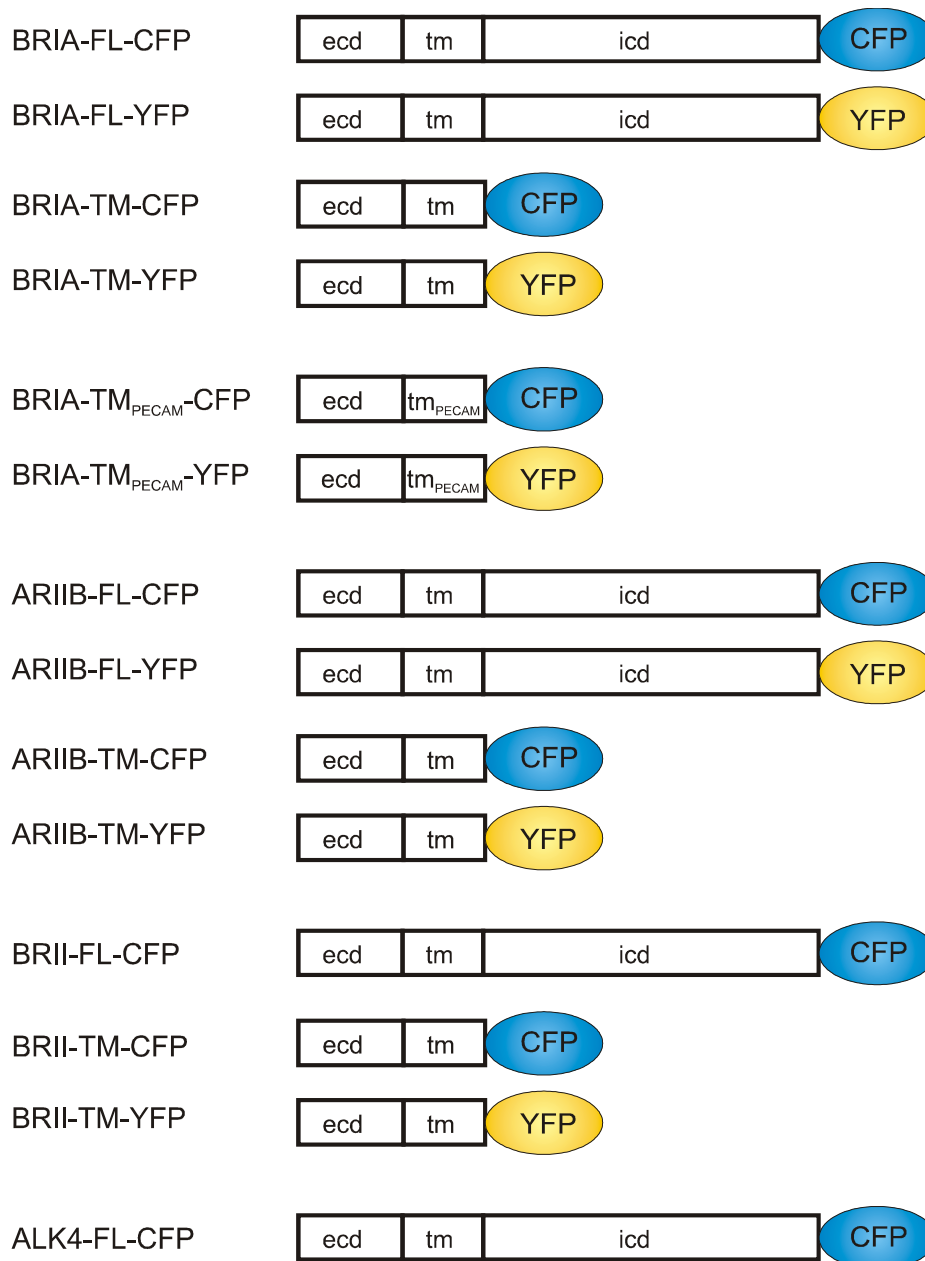 BRIA-FL-CFP ecd tm icd CFP
BRIA-FL-YFP ecd tm icd YFP
BRIA-TM-CFP ecd tm CFP
BRIA-TM-YFP ecd tm YFP
BRIA-TMPECAM-CFP ecd tmPECAM CFP
BRIA-TMPECAM-YFP ecd tmPECAM YFP
ARIIB-FL-CFP ecd tm icd CFP
ARIIB-FL-YFP ecd tm icd YFP
ARIIB-TM-CFP ecd tm CFP
ARIIB-TM-YFP ecd tm YFP
BRII-FL-CFP ecd tm icd CFP
BRII-TM-CFP ecd tm CFP
BRII-TM-YFP ecd tm YFP
ALK4-FL-CFP ecd tm icd CFP